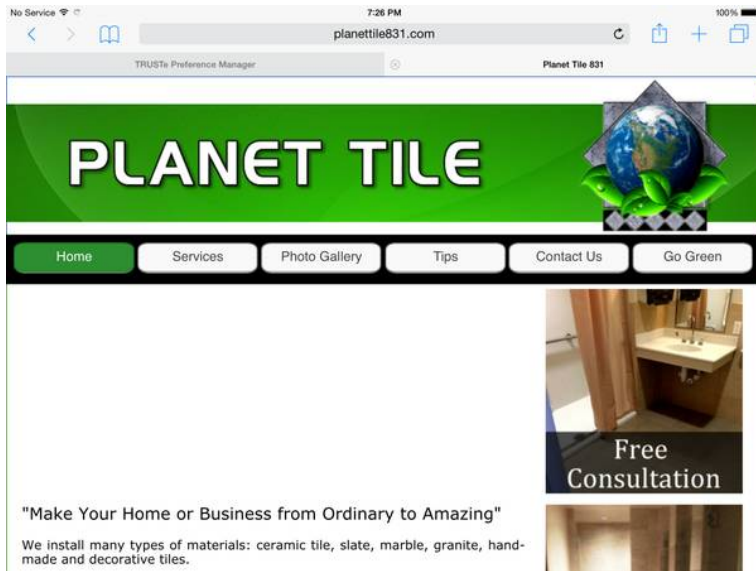 No Service 7:26 PM 100%
planettile831.com
TRUSTe Preference Manager Planet Tile 831
PLANET TILE
Home Services Photo Gallery Tips Contact Us Go Green
Free
Consultation
"Make Your Home or Business from Ordinary to Amazing"
We install many types of materials: ceramic tile, slate, marble, granite, hand-
made and decorative tiles.